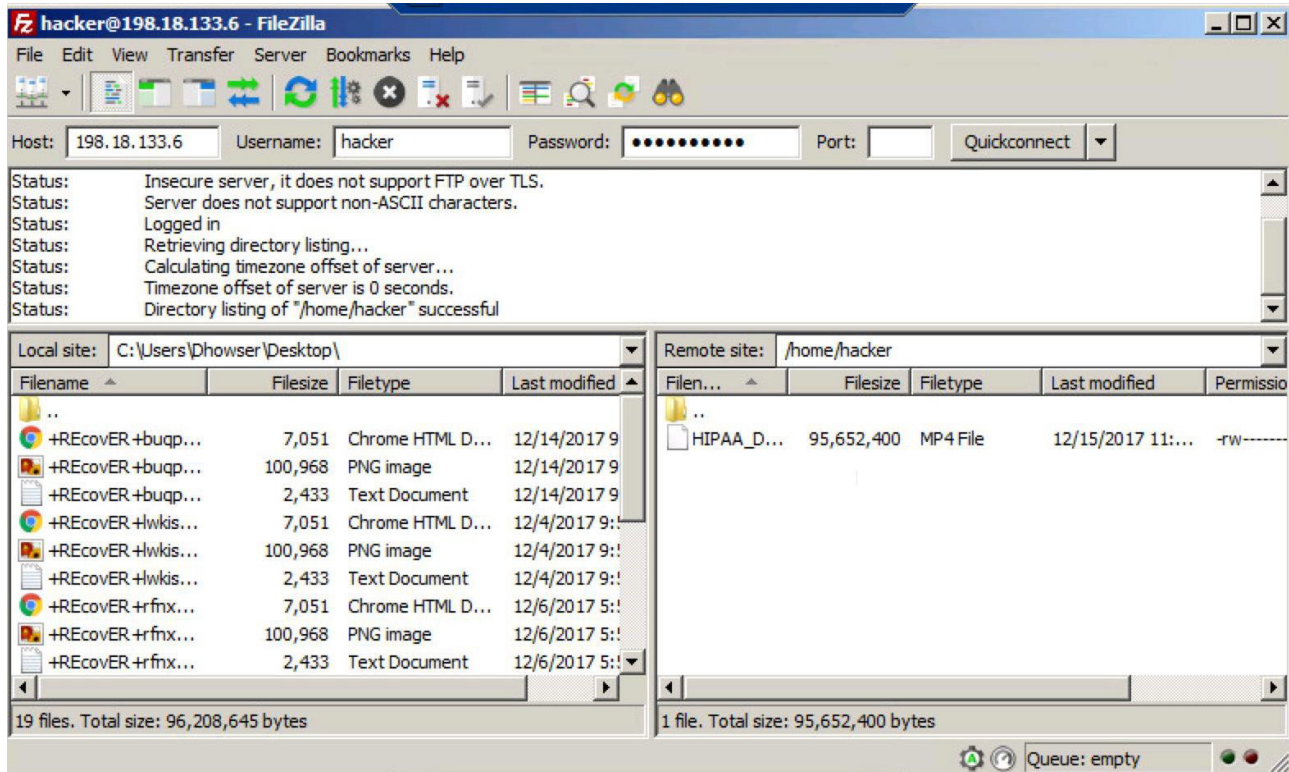 hacker@198.18.133.6 - FileZilla
File Edit View Transfer Server Bookmarks Help
Host: 198.18.133.6 Username: hacker Password: ●●●●●●●●●● Port: Quickconnect
Status: Insecure server, it does not support FTP over TLS.
Status: Server does not support non-ASCII characters.
Status: Logged in
Status: Retrieving directory listing...
Status: Calculating timezone offset of server...
Status: Timezone offset of server is 0 seconds.
Status: Directory listing of "/home/hacker" successful
Local site: C:\Users\Dhowser\Desktop\
Filename Filesize Filetype Last modified
..
+REcovER+buqp... 7,051 Chrome HTML D... 12/14/2017 9
+REcovER+buqp... 100,968 PNG image 12/14/2017 9
+REcovER+buqp... 2,433 Text Document 12/14/2017 9
+REcovER+lwkis... 7,051 Chrome HTML D... 12/4/2017 9:5
+REcovER+lwkis... 100,968 PNG image 12/4/2017 9:5
+REcovER+lwkis... 2,433 Text Document 12/4/2017 9:5
+REcovER+rfnx... 7,051 Chrome HTML D... 12/6/2017 5:5
+REcovER+rfnx... 100,968 PNG image 12/6/2017 5:5
+REcovER+rfnx... 2,433 Text Document 12/6/2017 5:5
19 files. Total size: 96,208,645 bytes
Remote site: /home/hacker
Filen... Filesize Filetype Last modified Permissio
..
HIPAA_D... 95,652,400 MP4 File 12/15/2017 11:... -rw-------
1 file. Total size: 95,652,400 bytes
Queue: empty